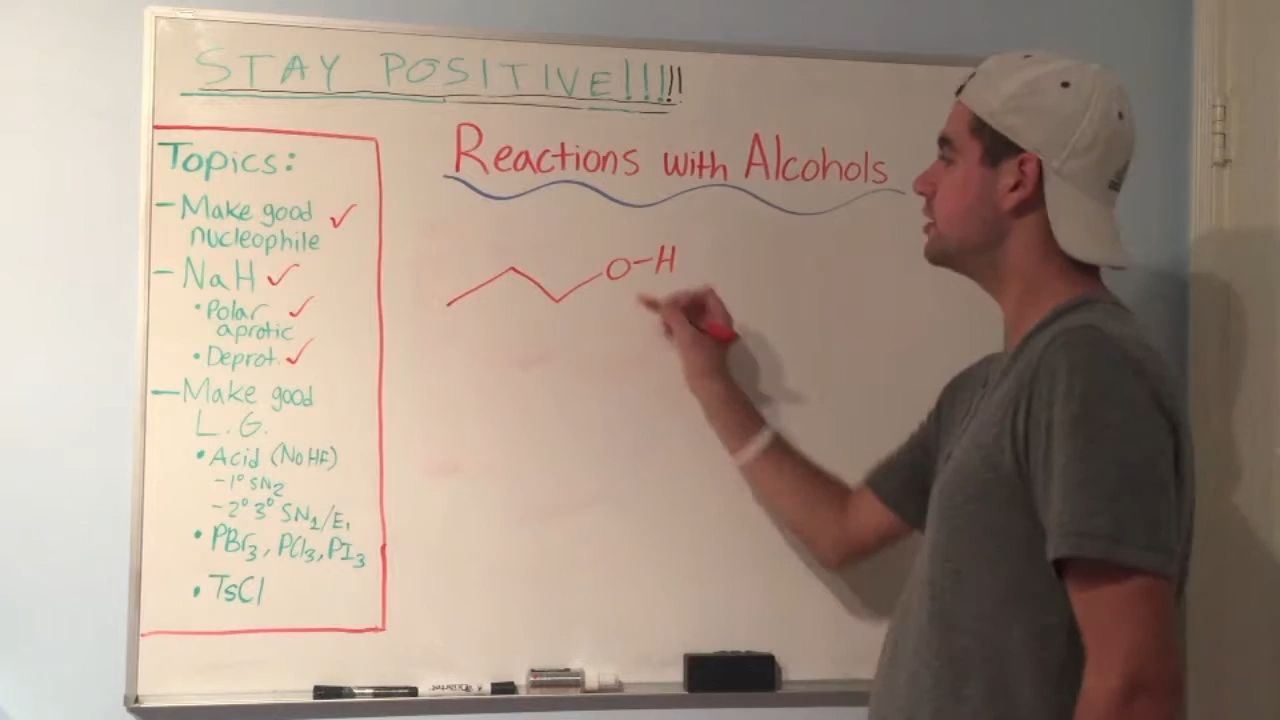 STAY POSITIVE!!!!!
Reactions with Alcohols
Topics:
- Make good ✓
nucleophile
- NaH ✓
• Polar ✓
aprotic
• Deprot. ✓
- Make good
L.G.
• Acid (No HF)
- 1° SN2
- 2° 3° SN1/E1
• PBr3, PCl3, PI3
• TsCl
O-H